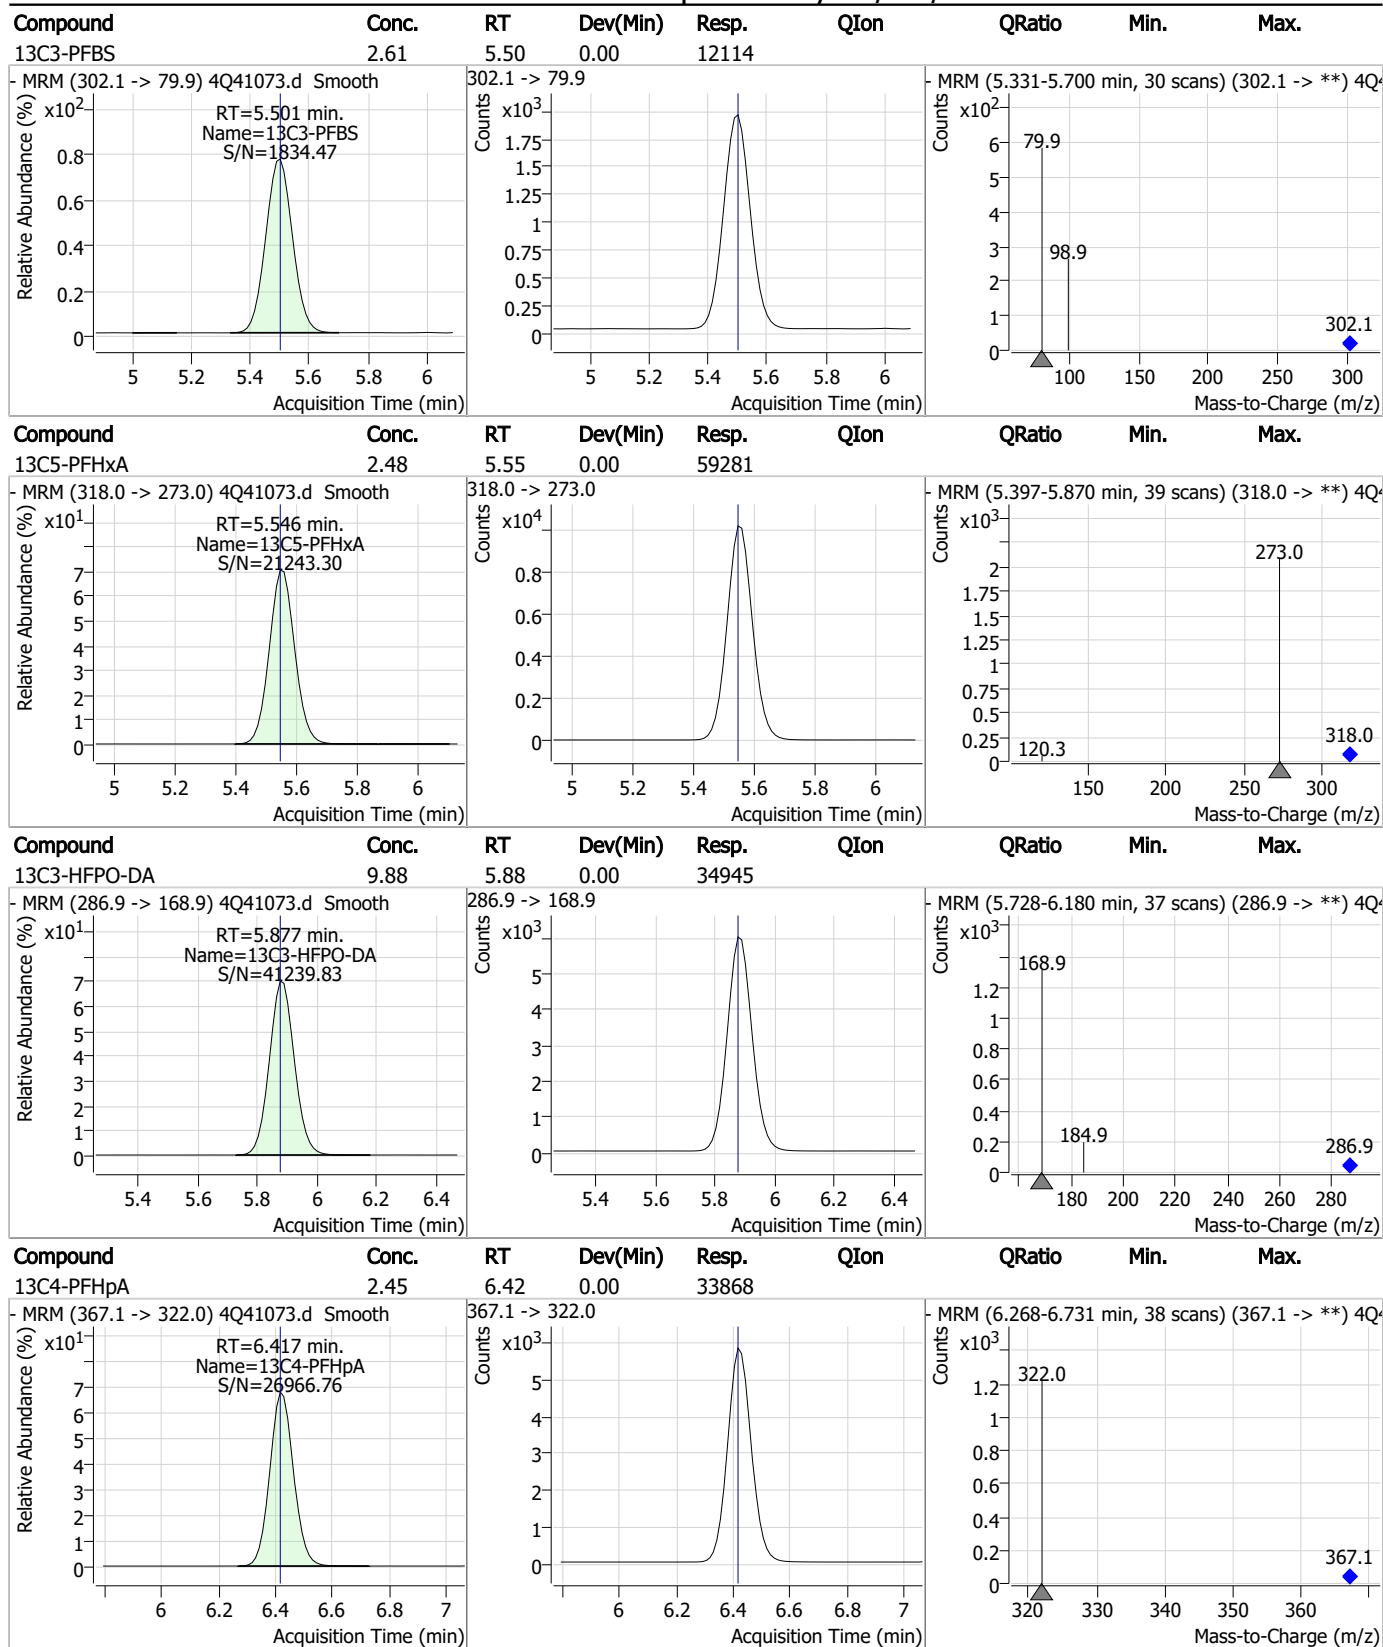 Compound Conc. RT Dev(Min) Resp. QIon QRatio Min. Max.
13C3-PFBS 2.61 5.50 0.00 12114
- MRM (302.1 -> 79.9) 4Q41073.d Smooth
Relative Abundance (%)
x10²
RT=5.501 min.
Name=13C3-PFBS
S/N=1834.47
0.8
0.6
0.4
0.2
0
5 5.2 5.4 5.6 5.8 6
Acquisition Time (min)
302.1 -> 79.9
Counts
x10³
1.75
1.5
1.25
1
0.75
0.5
0.25
0
5 5.2 5.4 5.6 5.8 6
Acquisition Time (min)
- MRM (5.331-5.700 min, 30 scans) (302.1 -> **) 4Q4
Counts
x10²
6
5
4
3
2
1
0
79.9
98.9
302.1
100 150 200 250 300
Mass-to-Charge (m/z)
Compound Conc. RT Dev(Min) Resp. QIon QRatio Min. Max.
13C5-PFHxA 2.48 5.55 0.00 59281
- MRM (318.0 -> 273.0) 4Q41073.d Smooth
Relative Abundance (%)
x10¹
RT=5.546 min.
Name=13C5-PFHxA
S/N=21243.30
7
6
5
4
3
2
1
0
5 5.2 5.4 5.6 5.8 6
Acquisition Time (min)
318.0 -> 273.0
Counts
x10⁴
0.8
0.6
0.4
0.2
0
5 5.2 5.4 5.6 5.8 6
Acquisition Time (min)
- MRM (5.397-5.870 min, 39 scans) (318.0 -> **) 4Q4
Counts
x10³
2
1.75
1.5
1.25
1
0.75
0.5
0.25
0
273.0
120.3
318.0
150 200 250 300
Mass-to-Charge (m/z)
Compound Conc. RT Dev(Min) Resp. QIon QRatio Min. Max.
13C3-HFPO-DA 9.88 5.88 0.00 34945
- MRM (286.9 -> 168.9) 4Q41073.d Smooth
Relative Abundance (%)
x10¹
RT=5.877 min.
Name=13C3-HFPO-DA
S/N=41239.83
7
6
5
4
3
2
1
0
5.4 5.6 5.8 6 6.2 6.4
Acquisition Time (min)
286.9 -> 168.9
Counts
x10³
5
4
3
2
1
0
5.4 5.6 5.8 6 6.2 6.4
Acquisition Time (min)
- MRM (5.728-6.180 min, 37 scans) (286.9 -> **) 4Q4
Counts
x10³
1.2
1
0.8
0.6
0.4
0.2
0
168.9
184.9
286.9
180 200 220 240 260 280
Mass-to-Charge (m/z)
Compound Conc. RT Dev(Min) Resp. QIon QRatio Min. Max.
13C4-PFHpA 2.45 6.42 0.00 33868
- MRM (367.1 -> 322.0) 4Q41073.d Smooth
Relative Abundance (%)
x10¹
RT=6.417 min.
Name=13C4-PFHpA
S/N=26966.76
7
6
5
4
3
2
1
0
6 6.2 6.4 6.6 6.8 7
Acquisition Time (min)
367.1 -> 322.0
Counts
x10³
5
4
3
2
1
0
6 6.2 6.4 6.6 6.8 7
Acquisition Time (min)
- MRM (6.268-6.731 min, 38 scans) (367.1 -> **) 4Q4
Counts
x10³
1.2
1
0.8
0.6
0.4
0.2
0
322.0
367.1
320 330 340 350 360
Mass-to-Charge (m/z)